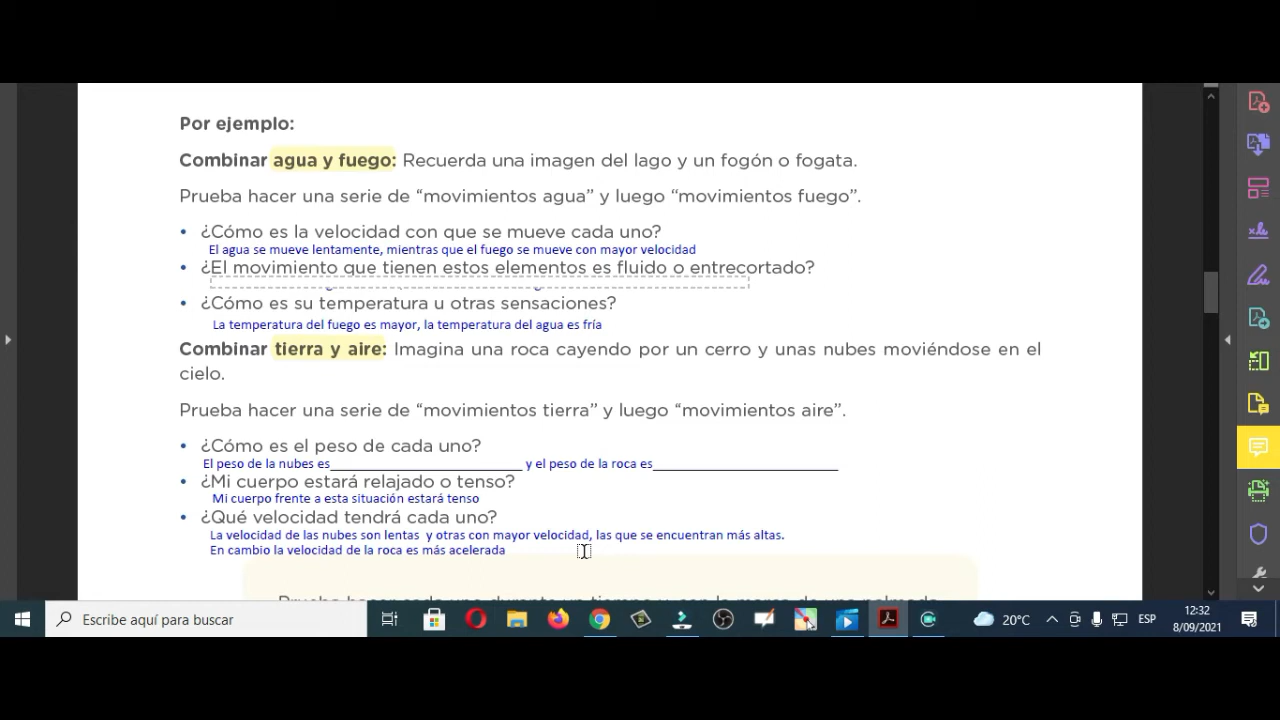 Por ejemplo:
Combinar agua y fuego: Recuerda una imagen del lago y un fogón o fogata.
Prueba hacer una serie de “movimientos agua” y luego “movimientos fuego”.
• ¿Cómo es la velocidad con que se mueve cada uno?
El agua se mueve lentamente, mientras que el fuego se mueve con mayor velocidad
• ¿El movimiento que tienen estos elementos es fluido o entrecortado?
• ¿Cómo es su temperatura u otras sensaciones?
La temperatura del fuego es mayor, la temperatura del agua es fría
Combinar tierra y aire: Imagina una roca cayendo por un cerro y unas nubes moviéndose en el
cielo.
Prueba hacer una serie de “movimientos tierra” y luego “movimientos aire”.
• ¿Cómo es el peso de cada uno?
El peso de la nubes es____________________ y el peso de la roca es____________________
• ¿Mi cuerpo estará relajado o tenso?
Mi cuerpo frente a esta situación estará tenso
• ¿Qué velocidad tendrá cada uno?
La velocidad de las nubes son lentas y otras con mayor velocidad, las que se encuentran más altas.
En cambio la velocidad de la roca es más acelerada
Escribe aquí para buscar
20°C
ESP
12:32
8/09/2021